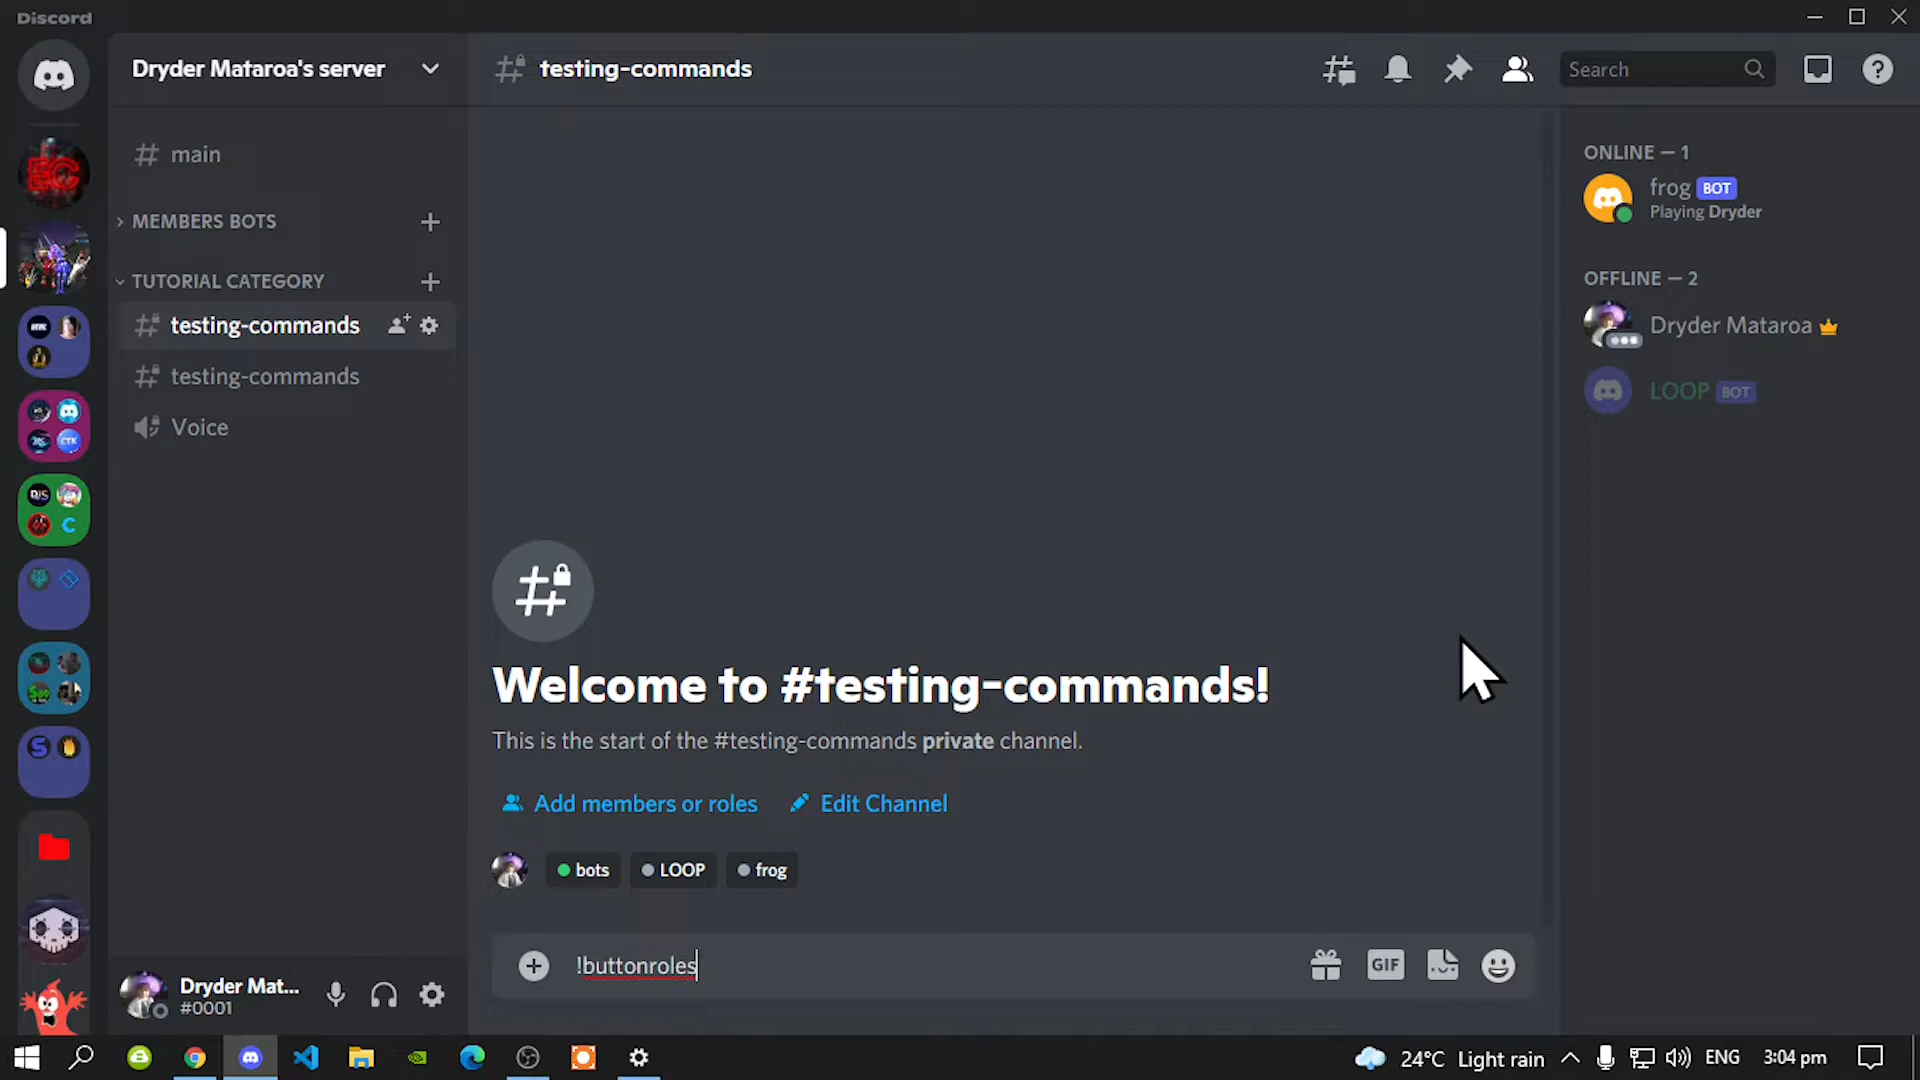 Discord
Dryder Mataroa's server
testing-commands
Search
main
MEMBERS BOTS
TUTORIAL CATEGORY
testing-commands
testing-commands
Voice
EC
Welcome to #testing-commands!
This is the start of the #testing-commands private channel.
Add members or roles
Edit Channel
bots
LOOP
frog
!buttonroles
GIF
ONLINE — 1
frog BOT
Playing Dryder
OFFLINE — 2
Dryder Mataroa
LOOP BOT
Dryder Mat...
#0001
24°C Light rain
ENG
3:04 pm